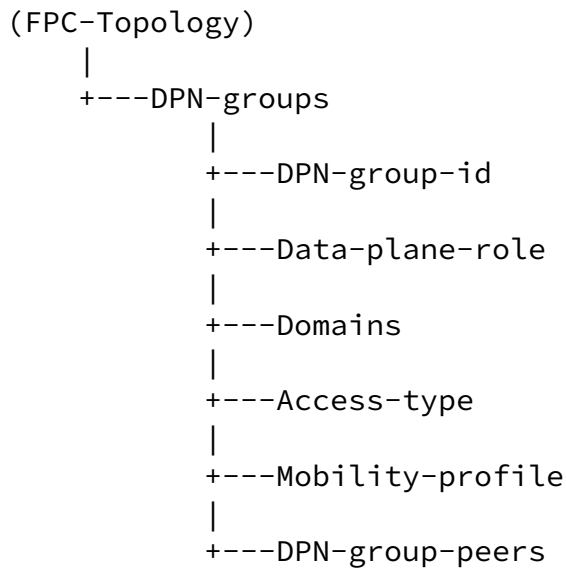 (FPC-Topology)
|
+---DPN-groups
|
+---DPN-group-id
|
+---Data-plane-role
|
+---Domains
|
+---Access-type
|
+---Mobility-profile
|
+---DPN-group-peers